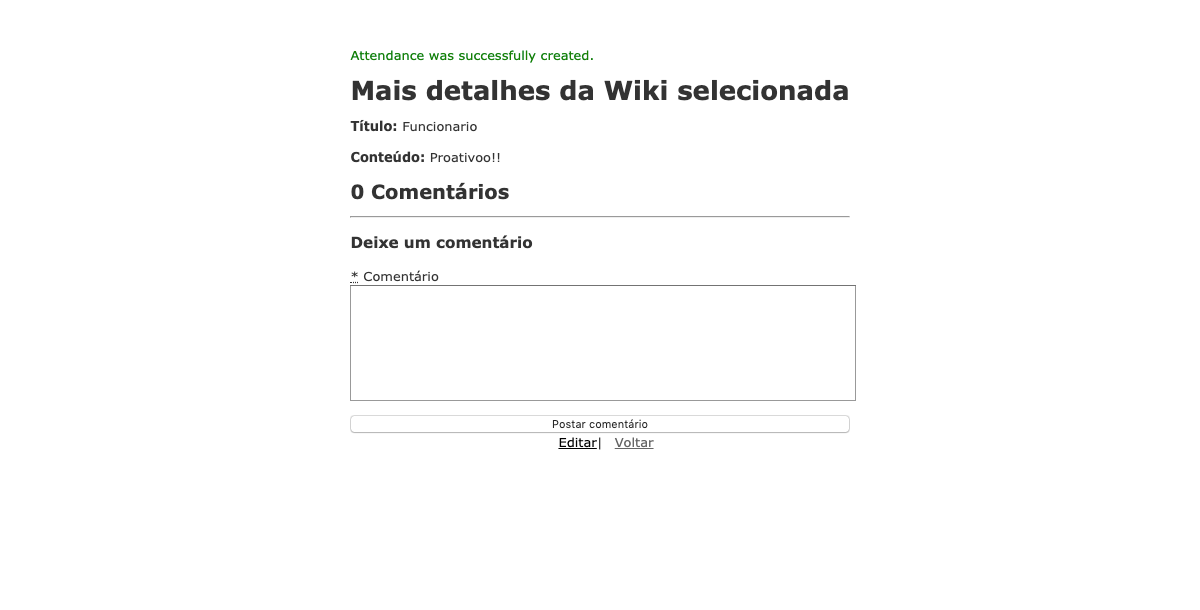 Attendance was successfully created.
Mais detalhes da Wiki selecionada
Título: Funcionario
Conteúdo: Proativoo!!
0 Comentários
Deixe um comentário
* Comentário
Postar comentário
Editar| Voltar